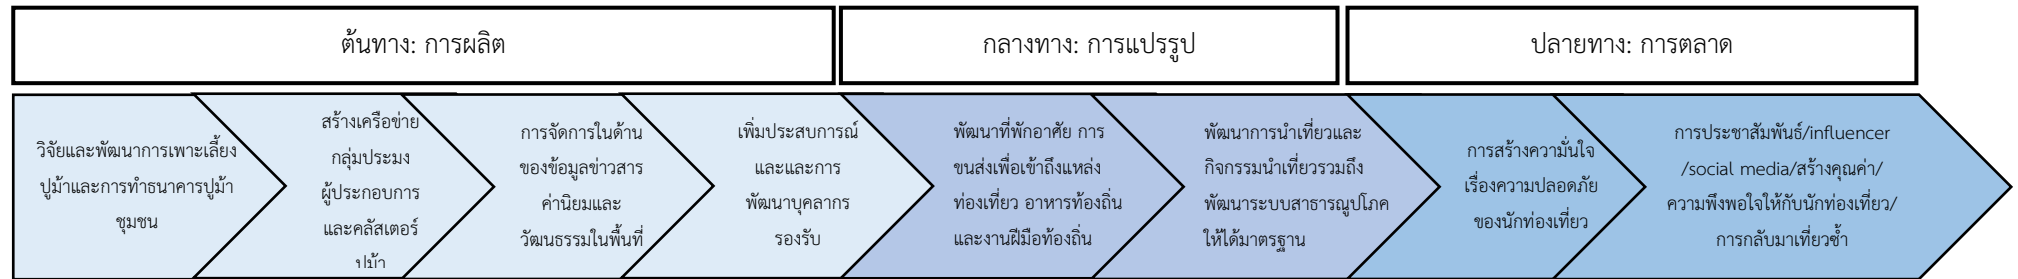 ต้นทาง: การผลิต
กลางทาง: การแปรรูป
ปลายทาง: การตลาด
วิจัยและพัฒนาการเพาะเลี้ยง
ปูม้าและการทำธนาคารปูม้า
ชุมชน
สร้างเครือข่าย
กลุ่มประมง
ผู้ประกอบการ
และคลัสเตอร์
ปูม้า
การจัดการในด้าน
ของข้อมูลข่าวสาร
ค่านิยมและ
วัฒนธรรมในพื้นที่
เพิ่มประสบการณ์
และและการ
พัฒนาบุคลากร
รองรับ
พัฒนาที่พักอาศัย การ
ขนส่งเพื่อเข้าถึงแหล่ง
ท่องเที่ยว อาหารท้องถิ่น
และงานฝีมือท้องถิ่น
พัฒนาการนำเที่ยวและ
กิจกรรมนำเที่ยวรวมถึง
พัฒนาระบบสาธารณูปโภค
ให้ได้มาตรฐาน
การสร้างความั่นใจ
เรื่องความปลอดภัย
ของนักท่องเที่ยว
การประชาสัมพันธ์/influencer
/social media/สร้างคุณค่า/
ความพึงพอใจให้กับนักท่องเที่ยว/
การกลับมาเที่ยวซ้ำ